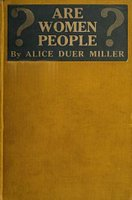 ? ARE ?
WOMEN
PEOPLE
By ALICE DUER MILLER